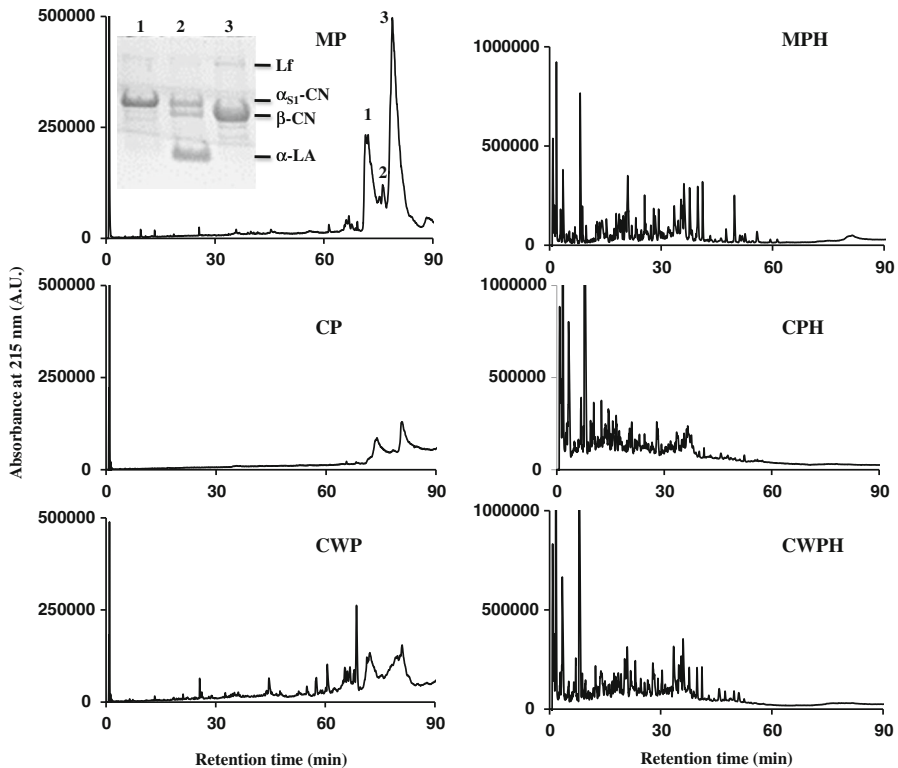 Absorbance at 215 nm (A.U.)
MP
500000
250000
0
0 30 60 90
1 2 3
Lf
αS1-CN
β-CN
α-LA
1
2
3
MPH
1000000
500000
0
0 30 60 90
CP
500000
250000
0
0 30 60 90
CPH
1000000
500000
0
0 30 60 90
CWP
500000
250000
0
0 30 60 90
Retention time (min)
CWPH
1000000
500000
0
0 30 60 90
Retention time (min)